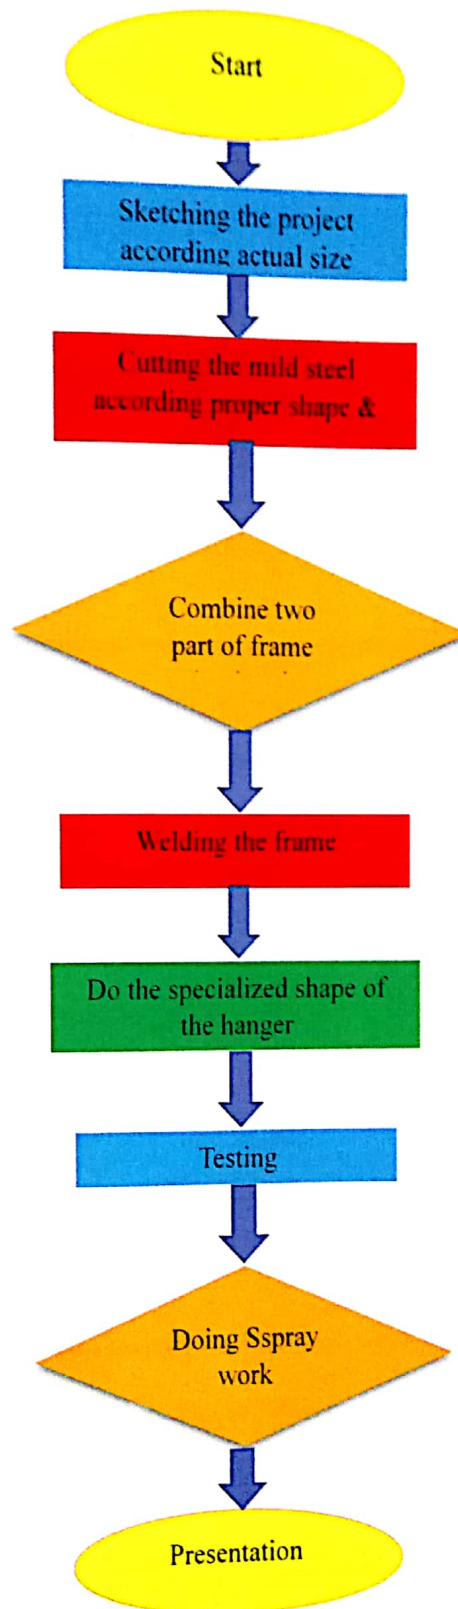 Start
Sketching the project
according actual size
Cutting the mild steel
according proper shape &
Combine two
part of frame
Welding the frame
Do the specialized shape of
the hanger
Testing
Doing Sspray
work
Presentation